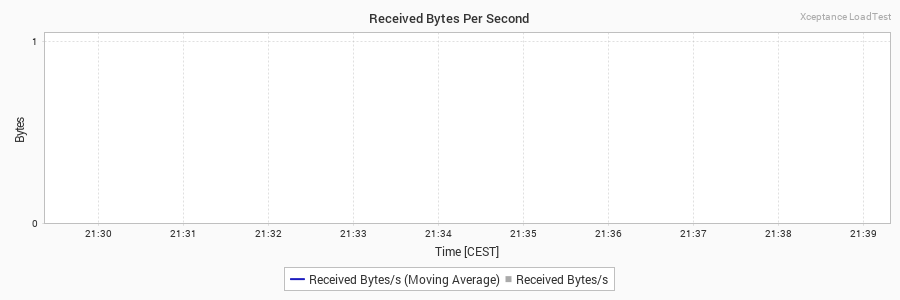 Received Bytes Per Second
Xceptance LoadTest
1
Bytes
0
21:30 21:31 21:32 21:33 21:34 21:35 21:36 21:37 21:38 21:39
Time [CEST]
Received Bytes/s (Moving Average) Received Bytes/s